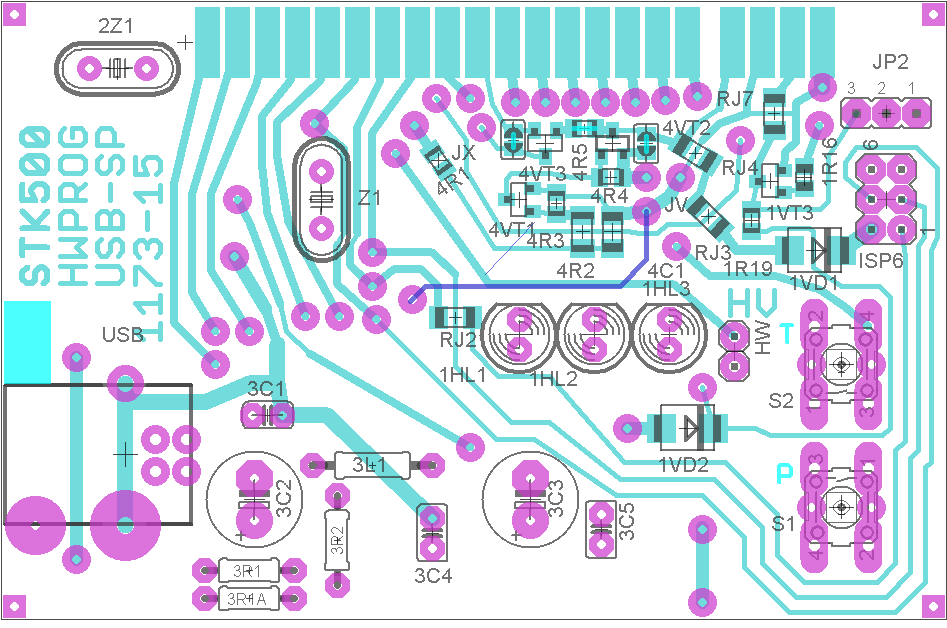 2Z1
JP2
3 2 1
RJ7
STK500
HWPROG
USB-SP
1173-15
JX
4R1
4VT3
4R5
4VT2
4R4
RJ4
1R16
6
Z1
4VT1
4R3
JV
1VT3
1
4R2
4C1
RJ3
1R19
1VD1
ISP6
1HL3
HV
USB
RJ2
HW
T
2
4
1HL1
1HL2
3C1
S2
1
3
3L1
1VD2
P
3
1
3C2
3R2
3C3
3C5
S1
4
2
3R1
3C4
3R1A
+
+